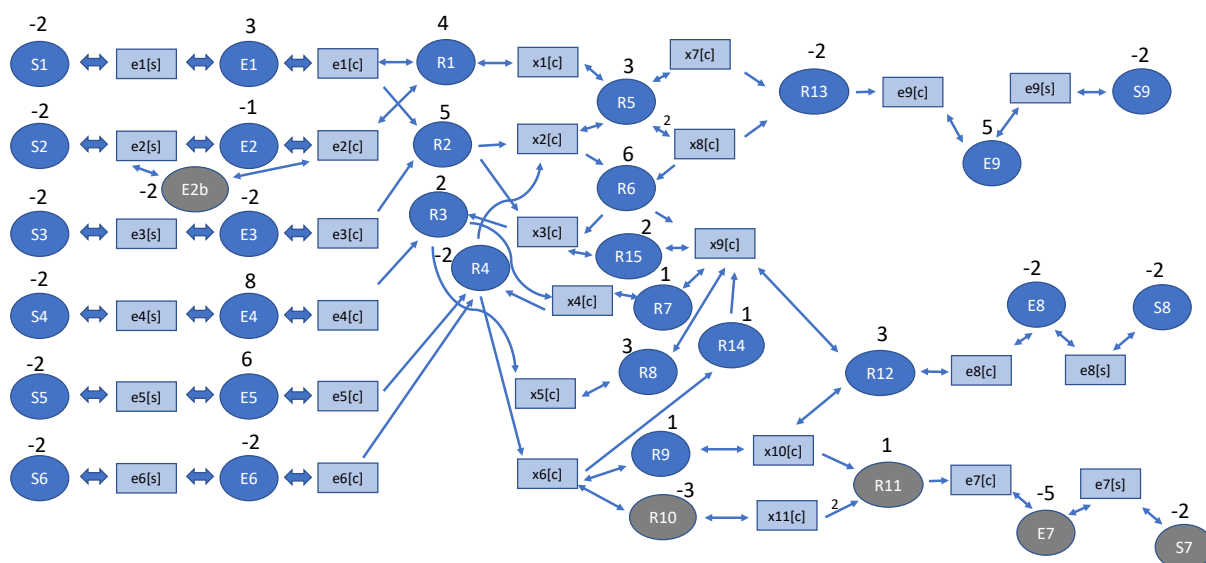 -2 3 4
S1 e1[s] E1 e1[c] R1 x1[c] x7[c]
3 -2 -2
R5 R13 e9[c] e9[s] S9
-2 -1 5 2 5
S2 e2[s] E2 e2[c] R2 x2[c] x8[c]
E9
-2 E2b 6
R6
-2 -2 2
S3 e3[s] E3 e3[c] R3 x3[c] 2 x9[c]
-2 R4 R15
-2 8 1 -2 -2
S4 e4[s] E4 e4[c] x4[c] R7 E8 S8
1 3
R14
-2 6 3
S5 e5[s] E5 e5[c] x5[c] R8 R12 e8[c] e8[s]
-2 -2 1 1
S6 e6[s] E6 e6[c] x6[c] R9 x10[c] R11 e7[c] e7[s]
-3 2 -5 -2
R10 x11[c] E7 S7